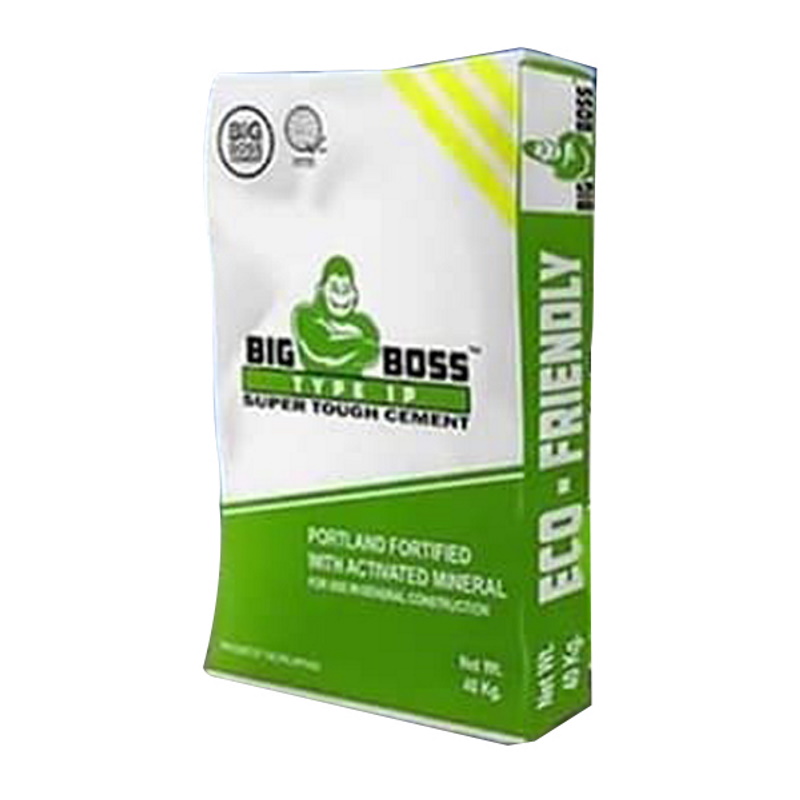 BIG
BOSS
BIG BOSS™
TYPE 1P
SUPER TOUGH CEMENT
PORTLAND FORTIFIED
WITH ACTIVATED MINERAL
FOR USE IN GENERAL CONSTRUCTION
PRODUCT OF THE PHILIPPINES
Net Wt.
40 Kg.
BIG BOSS
ECO-FRIENDLY
Net Wt.
40 Kg.